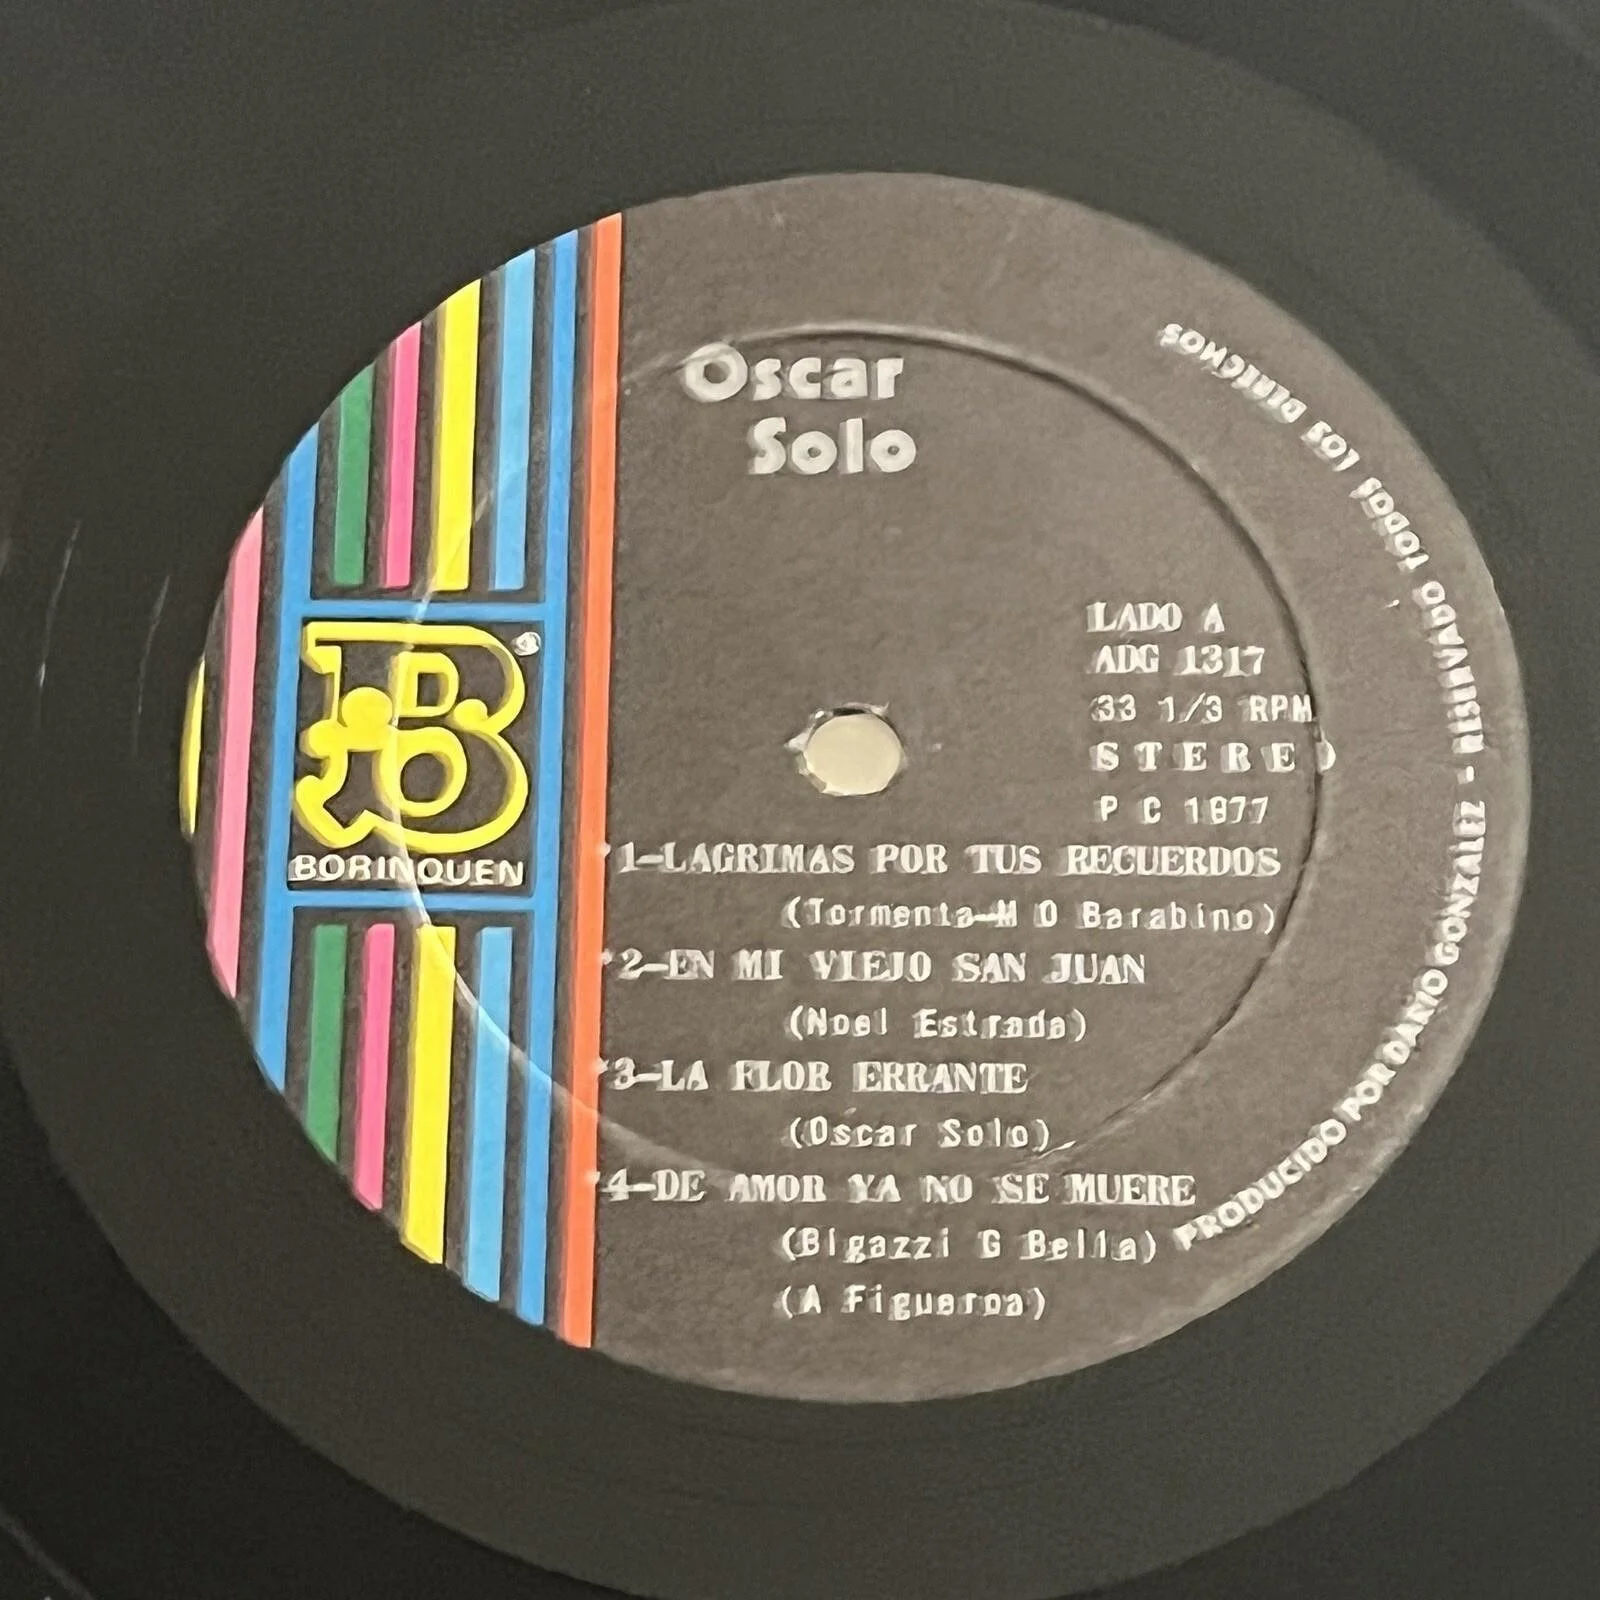 Oscar
Solo
LADO A
ADG 1317
33 1/3 RPM
STEREO
P C 1977
BORINQUEN
1-LAGRIMAS POR TUS RECUERDOS
(Tormenta-M O Barabino)
2-EN MI VIEJO SAN JUAN
(Noel Estrada)
3-LA FLOR ERRANTE
(Oscar Solo)
4-DE AMOR YA NO SE MUERE
(Bigazzi G Bella)
(A Figueroa)
PRODUCIDO POR DARIO GONZALEZ - RESERVADO TODOS LOS DERECHOS